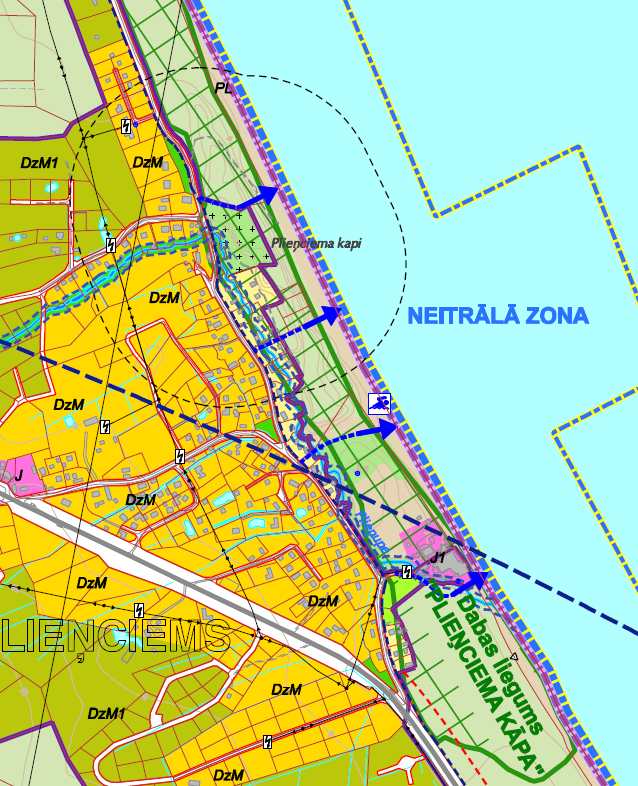 PL
DzM1
DzM
Plieņciema kapi
DzM
NEITRĀLĀ ZONA
DzM
J
DzM
J1
DzM
DzM
Dabas liegums
"PLIEŅCIEMA KĀPA"
LIENCIEMS
DzM
DzM1
DzM